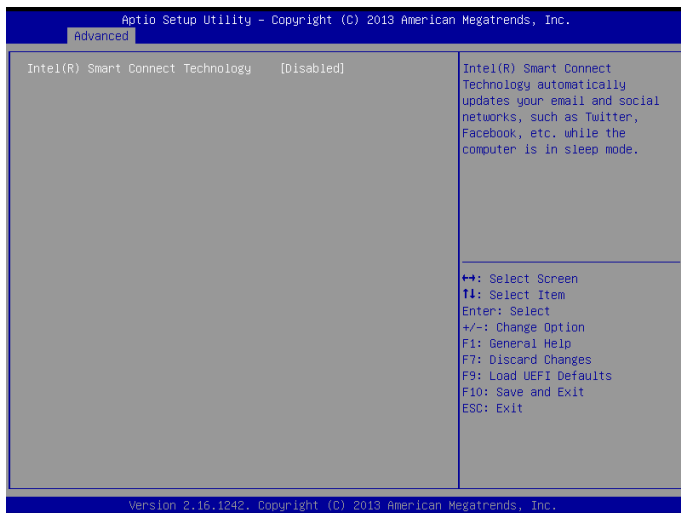 Aptio Setup Utility – Copyright (C) 2013 American Megatrends, Inc.
Advanced
Intel(R) Smart Connect Technology [Disabled]
Intel(R) Smart Connect
Technology automatically
updates your email and social
networks, such as Twitter,
Facebook, etc. while the
computer is in sleep mode.
↔: Select Screen
↑↓: Select Item
Enter: Select
+/-: Change Option
F1: General Help
F7: Discard Changes
F9: Load UEFI Defaults
F10: Save and Exit
ESC: Exit
Version 2.16.1242. Copyright (C) 2013 American Megatrends, Inc.